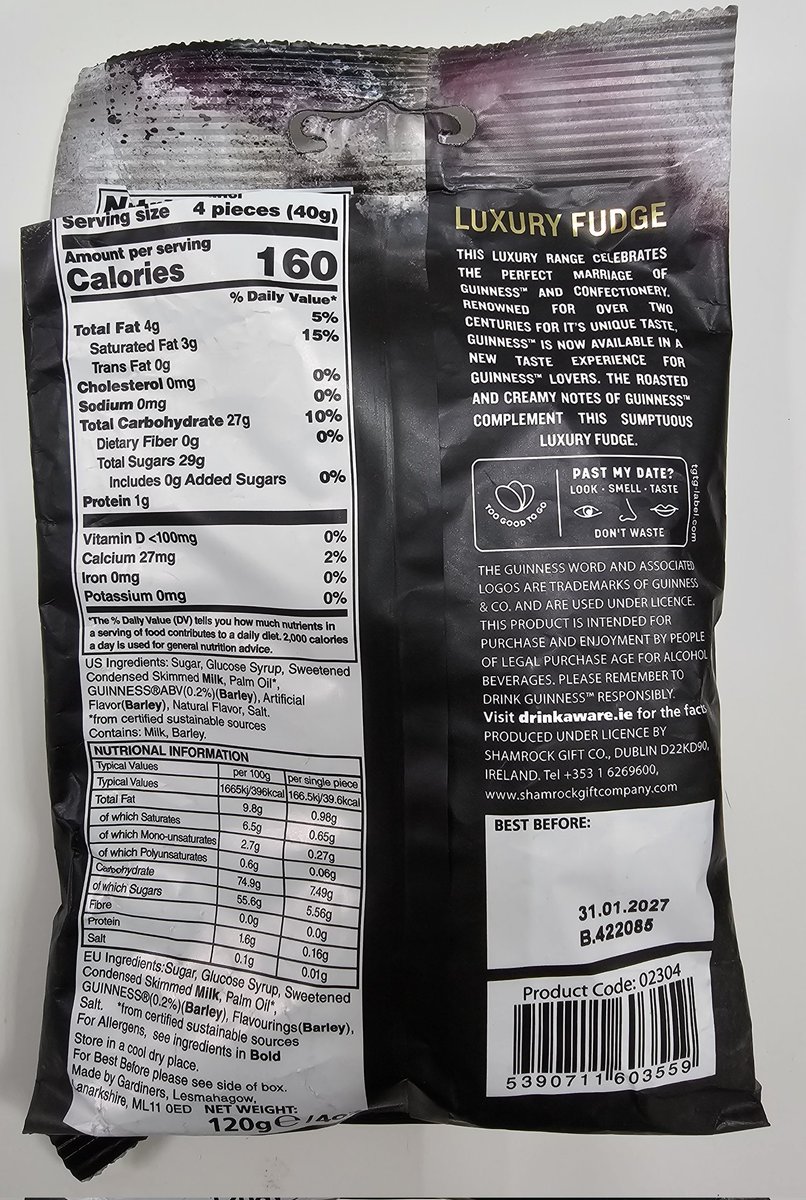 Serving size 4 pieces (40g)
Amount per serving
Calories 160
% Daily Value*
Total Fat 4g 5%
Saturated Fat 3g 15%
Trans Fat 0g
Cholesterol 0mg 0%
Sodium 0mg 0%
Total Carbohydrate 27g 10%
Dietary Fiber 0g 0%
Total Sugars 29g
Includes 0g Added Sugars 0%
Protein 1g
Vitamin D <100mg 0%
Calcium 27mg 2%
Iron 0mg 0%
Potassium 0mg 0%
*The % Daily Value (DV) tells you how much nutrients in
a serving of food contributes to a daily diet. 2,000 calories
a day is used for general nutrition advice.
US Ingredients: Sugar, Glucose Syrup, Sweetened
Condensed Skimmed Milk, Palm Oil*,
GUINNESS®ABV(0.2%)(Barley), Artificial
Flavor(Barley), Natural Flavor, Salt.
*from certified sustainable sources
Contains: Milk, Barley.
NUTRIONAL INFORMATION
Typical Values per 100g per single piece
Typical Values 1665kj/396kcal 166.5kj/39.6kcal
Total Fat 9.8g 0.98g
of which Saturates 6.5g 0.65g
of which Mono-unsaturates 2.7g 0.27g
of which Polyunsaturates 0.6g 0.06g
Carbohydrate 74.9g 7.49g
of which Sugars 55.6g 5.56g
Fibre 0.0g 0.0g
Protein 1.6g 0.16g
Salt 0.1g 0.01g
EU Ingredients:Sugar, Glucose Syrup, Sweetened
Condensed Skimmed Milk, Palm Oil*,
GUINNESS®(0.2%)(Barley), Flavourings(Barley),
Salt. *from certified sustainable sources
For Allergens, see ingredients in Bold
Store in a cool dry place.
For Best Before please see side of box.
Made by Gardiners, Lesmahagow,
Lanarkshire, ML11 0ED NET WEIGHT:
120g e
LUXURY FUDGE
THIS LUXURY RANGE CELEBRATES
THE PERFECT MARRIAGE OF
GUINNESS™ AND CONFECTIONERY.
RENOWNED FOR OVER TWO
CENTURIES FOR IT'S UNIQUE TASTE,
GUINNESS™ IS NOW AVAILABLE IN A
NEW TASTE EXPERIENCE FOR
GUINNESS™ LOVERS. THE ROASTED
AND CREAMY NOTES OF GUINNESS™
COMPLEMENT THIS SUMPTUOUS
LUXURY FUDGE.
TOO GOOD TO GO
PAST MY DATE?
LOOK · SMELL · TASTE
DON'T WASTE
tgtg-label.com
THE GUINNESS WORD AND ASSOCIATED
LOGOS ARE TRADEMARKS OF GUINNESS
& CO. AND ARE USED UNDER LICENCE.
THIS PRODUCT IS INTENDED FOR
PURCHASE AND ENJOYMENT BY PEOPLE
OF LEGAL PURCHASE AGE FOR ALCOHOL
BEVERAGES. PLEASE REMEMBER TO
DRINK GUINNESS™ RESPONSIBLY.
Visit drinkaware.ie for the facts
PRODUCED UNDER LICENCE BY
SHAMROCK GIFT CO., DUBLIN D22KD90,
IRELAND. Tel +353 1 6269600,
www.shamrockgiftcompany.com
BEST BEFORE:
31.01.2027
B.422085
Product Code: 02304
5390711 603559